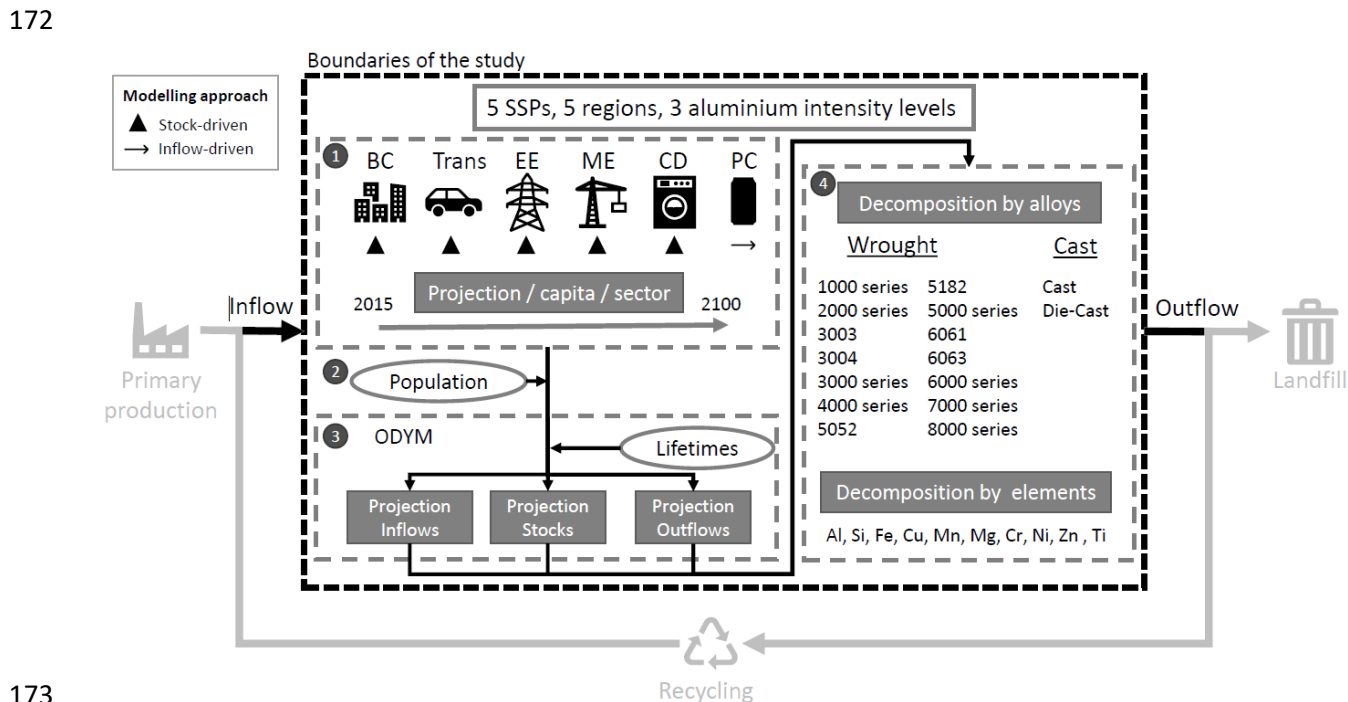 172
Boundaries of the study
Modelling approach
Stock-driven
Inflow-driven
5 SSPs, 5 regions, 3 aluminium intensity levels
1
BC Trans EE ME CD PC
Projection / capita / sector
2015 2100
2
Population
3
ODYM
Lifetimes
Projection Inflows
Projection Stocks
Projection Outflows
4
Decomposition by alloys
Wrought Cast
1000 series 5182 Cast
2000 series 5000 series Die-Cast
3003 6061
3004 6063
3000 series 6000 series
4000 series 7000 series
5052 8000 series
Decomposition by elements
Al, Si, Fe, Cu, Mn, Mg, Cr, Ni, Zn , Ti
Inflow
Primary
production
Outflow
Landfill
Recycling
173